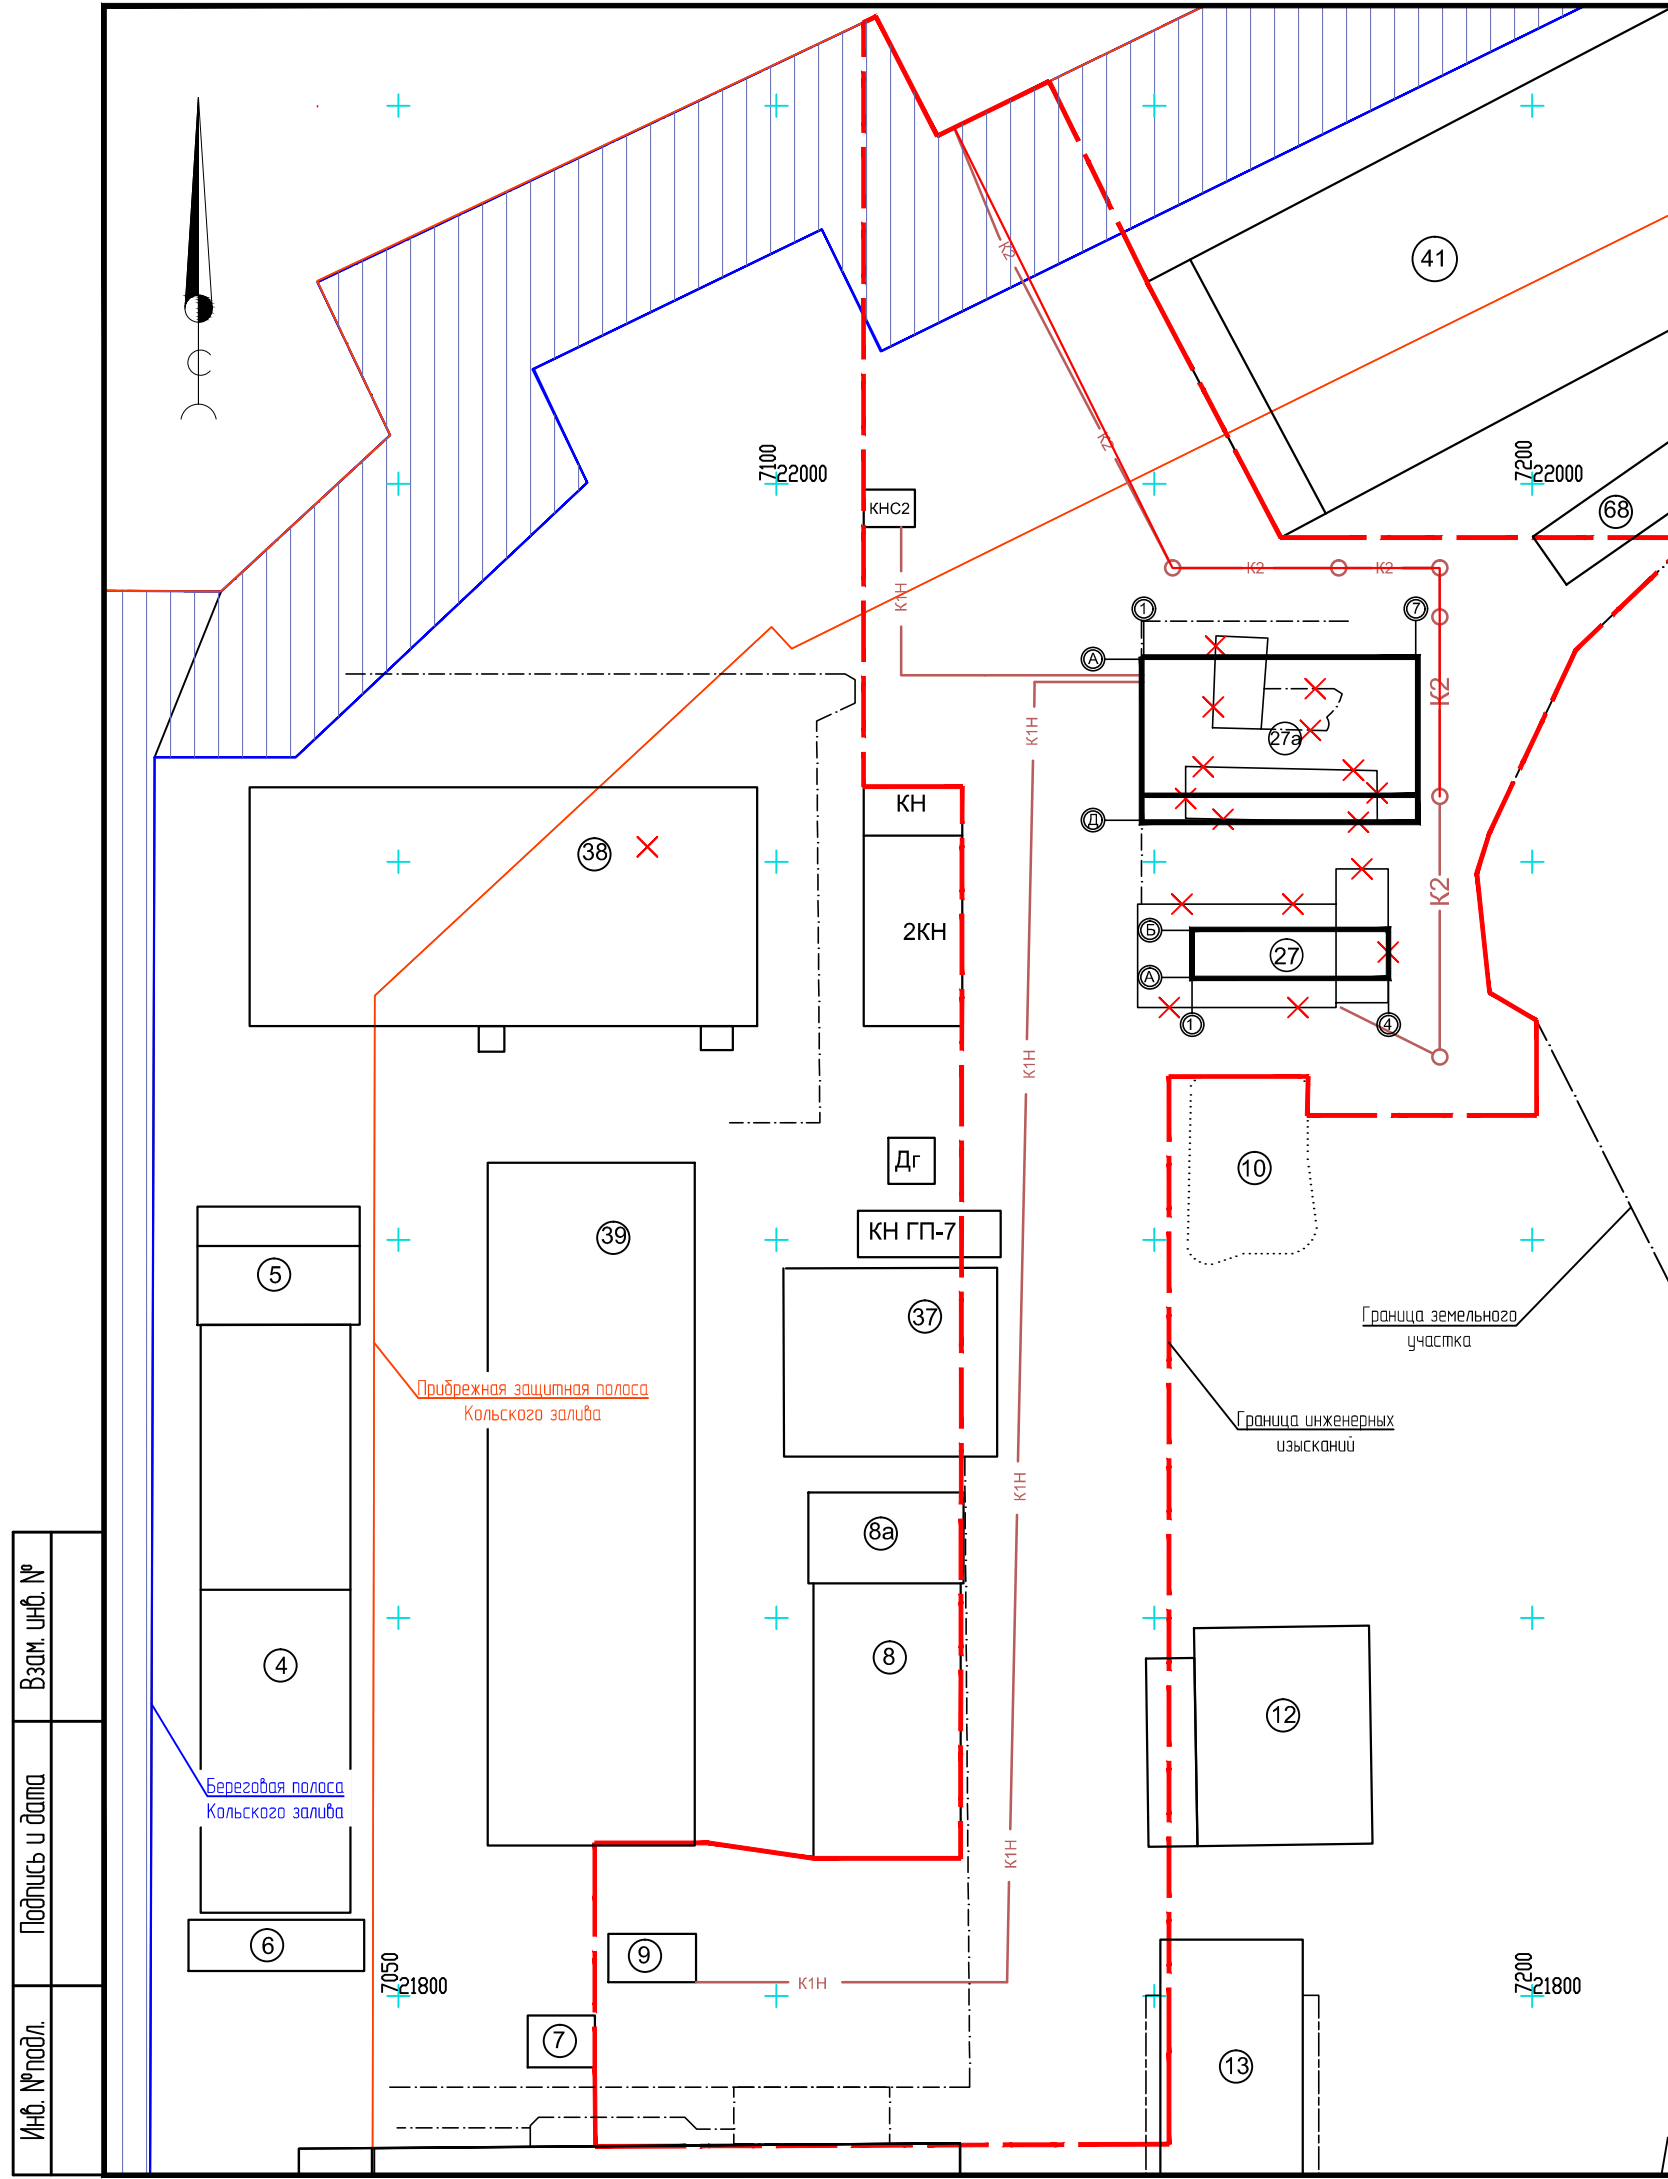 С
41
К2
К2
7100
22000
7200
22000
КНС2
68
К1Н
К2
К2
1
7
А
К2
К1Н
27а
КН
Д
38
К2
2КН
Б
27
А
1
4
К1Н
Дг
10
КН ГП-7
39
5
37
Граница земельного
участка
Прибрежная защитная полоса
Кольского залива
Граница инженерных
изысканий
К1Н
8а
8
4
12
Береговая полоса
Кольского залива
К1Н
6
9
7050
21800
К1Н
7200
21800
7
13
Взам. инв. №
Подпись и дата
Инв. №подл.